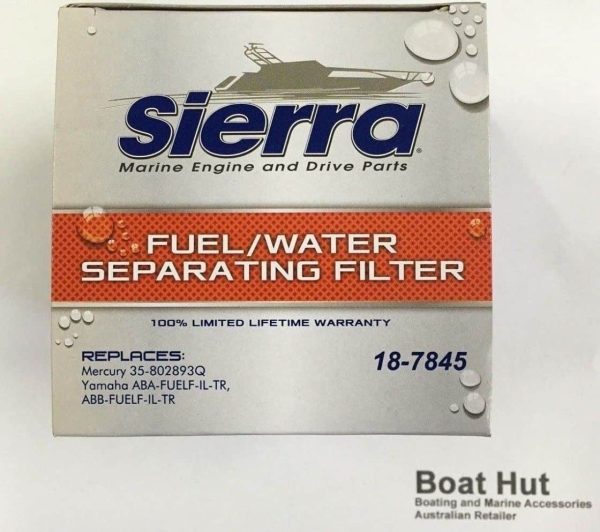 Sierra®
Marine Engine and Drive Parts
FUEL/WATER
SEPARATING FILTER
100% LIMITED LIFETIME WARRANTY
REPLACES:
Mercury 35-802893Q
Yamaha ABA-FUELF-IL-TR,
ABB-FUELF-IL-TR
18-7845
Boat Hut
Boating and Marine Accessories
Australian Retailer